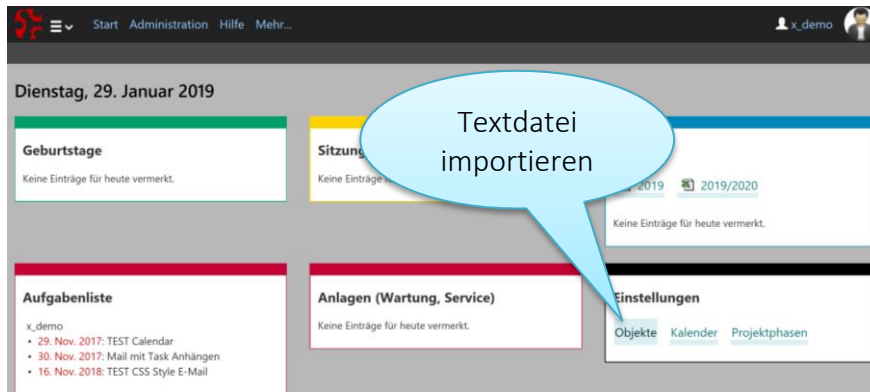 Start Administration Hilfe Mehr...
x_demo
Dienstag, 29. Januar 2019
Textdatei
importieren
Geburtstage
Keine Einträge für heute vermerkt.
Sitzung
Keine Einträge
2019 2019/2020
Keine Einträge für heute vermerkt.
Aufgabenliste
x_demo
• 29. Nov. 2017: TEST Calendar
• 30. Nov. 2017: Mail mit Task Anhängen
• 16. Nov. 2018: TEST CSS Style E-Mail
Anlagen (Wartung, Service)
Keine Einträge für heute vermerkt.
Einstellungen
Objekte Kalender Projektphasen